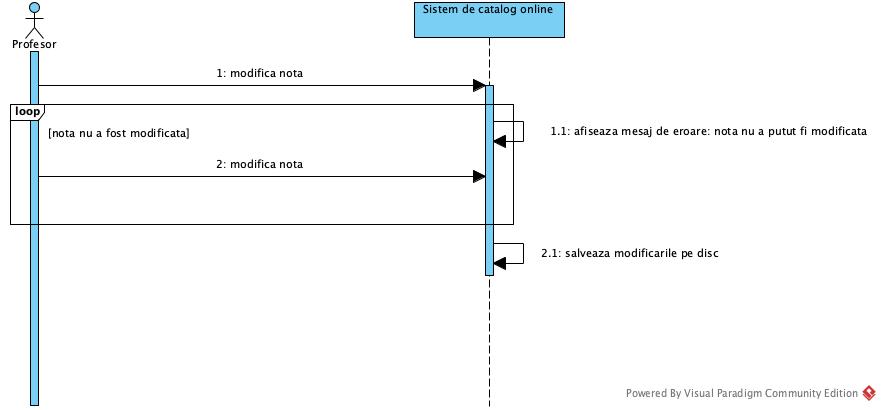 Sistem de catalog online
Profesor
1: modifica nota
loop
[nota nu a fost modificata]
1.1: afiseaza mesaj de eroare: nota nu a putut fi modificata
2: modifica nota
2.1: salveaza modificarile pe disc
Powered By Visual Paradigm Community Edition